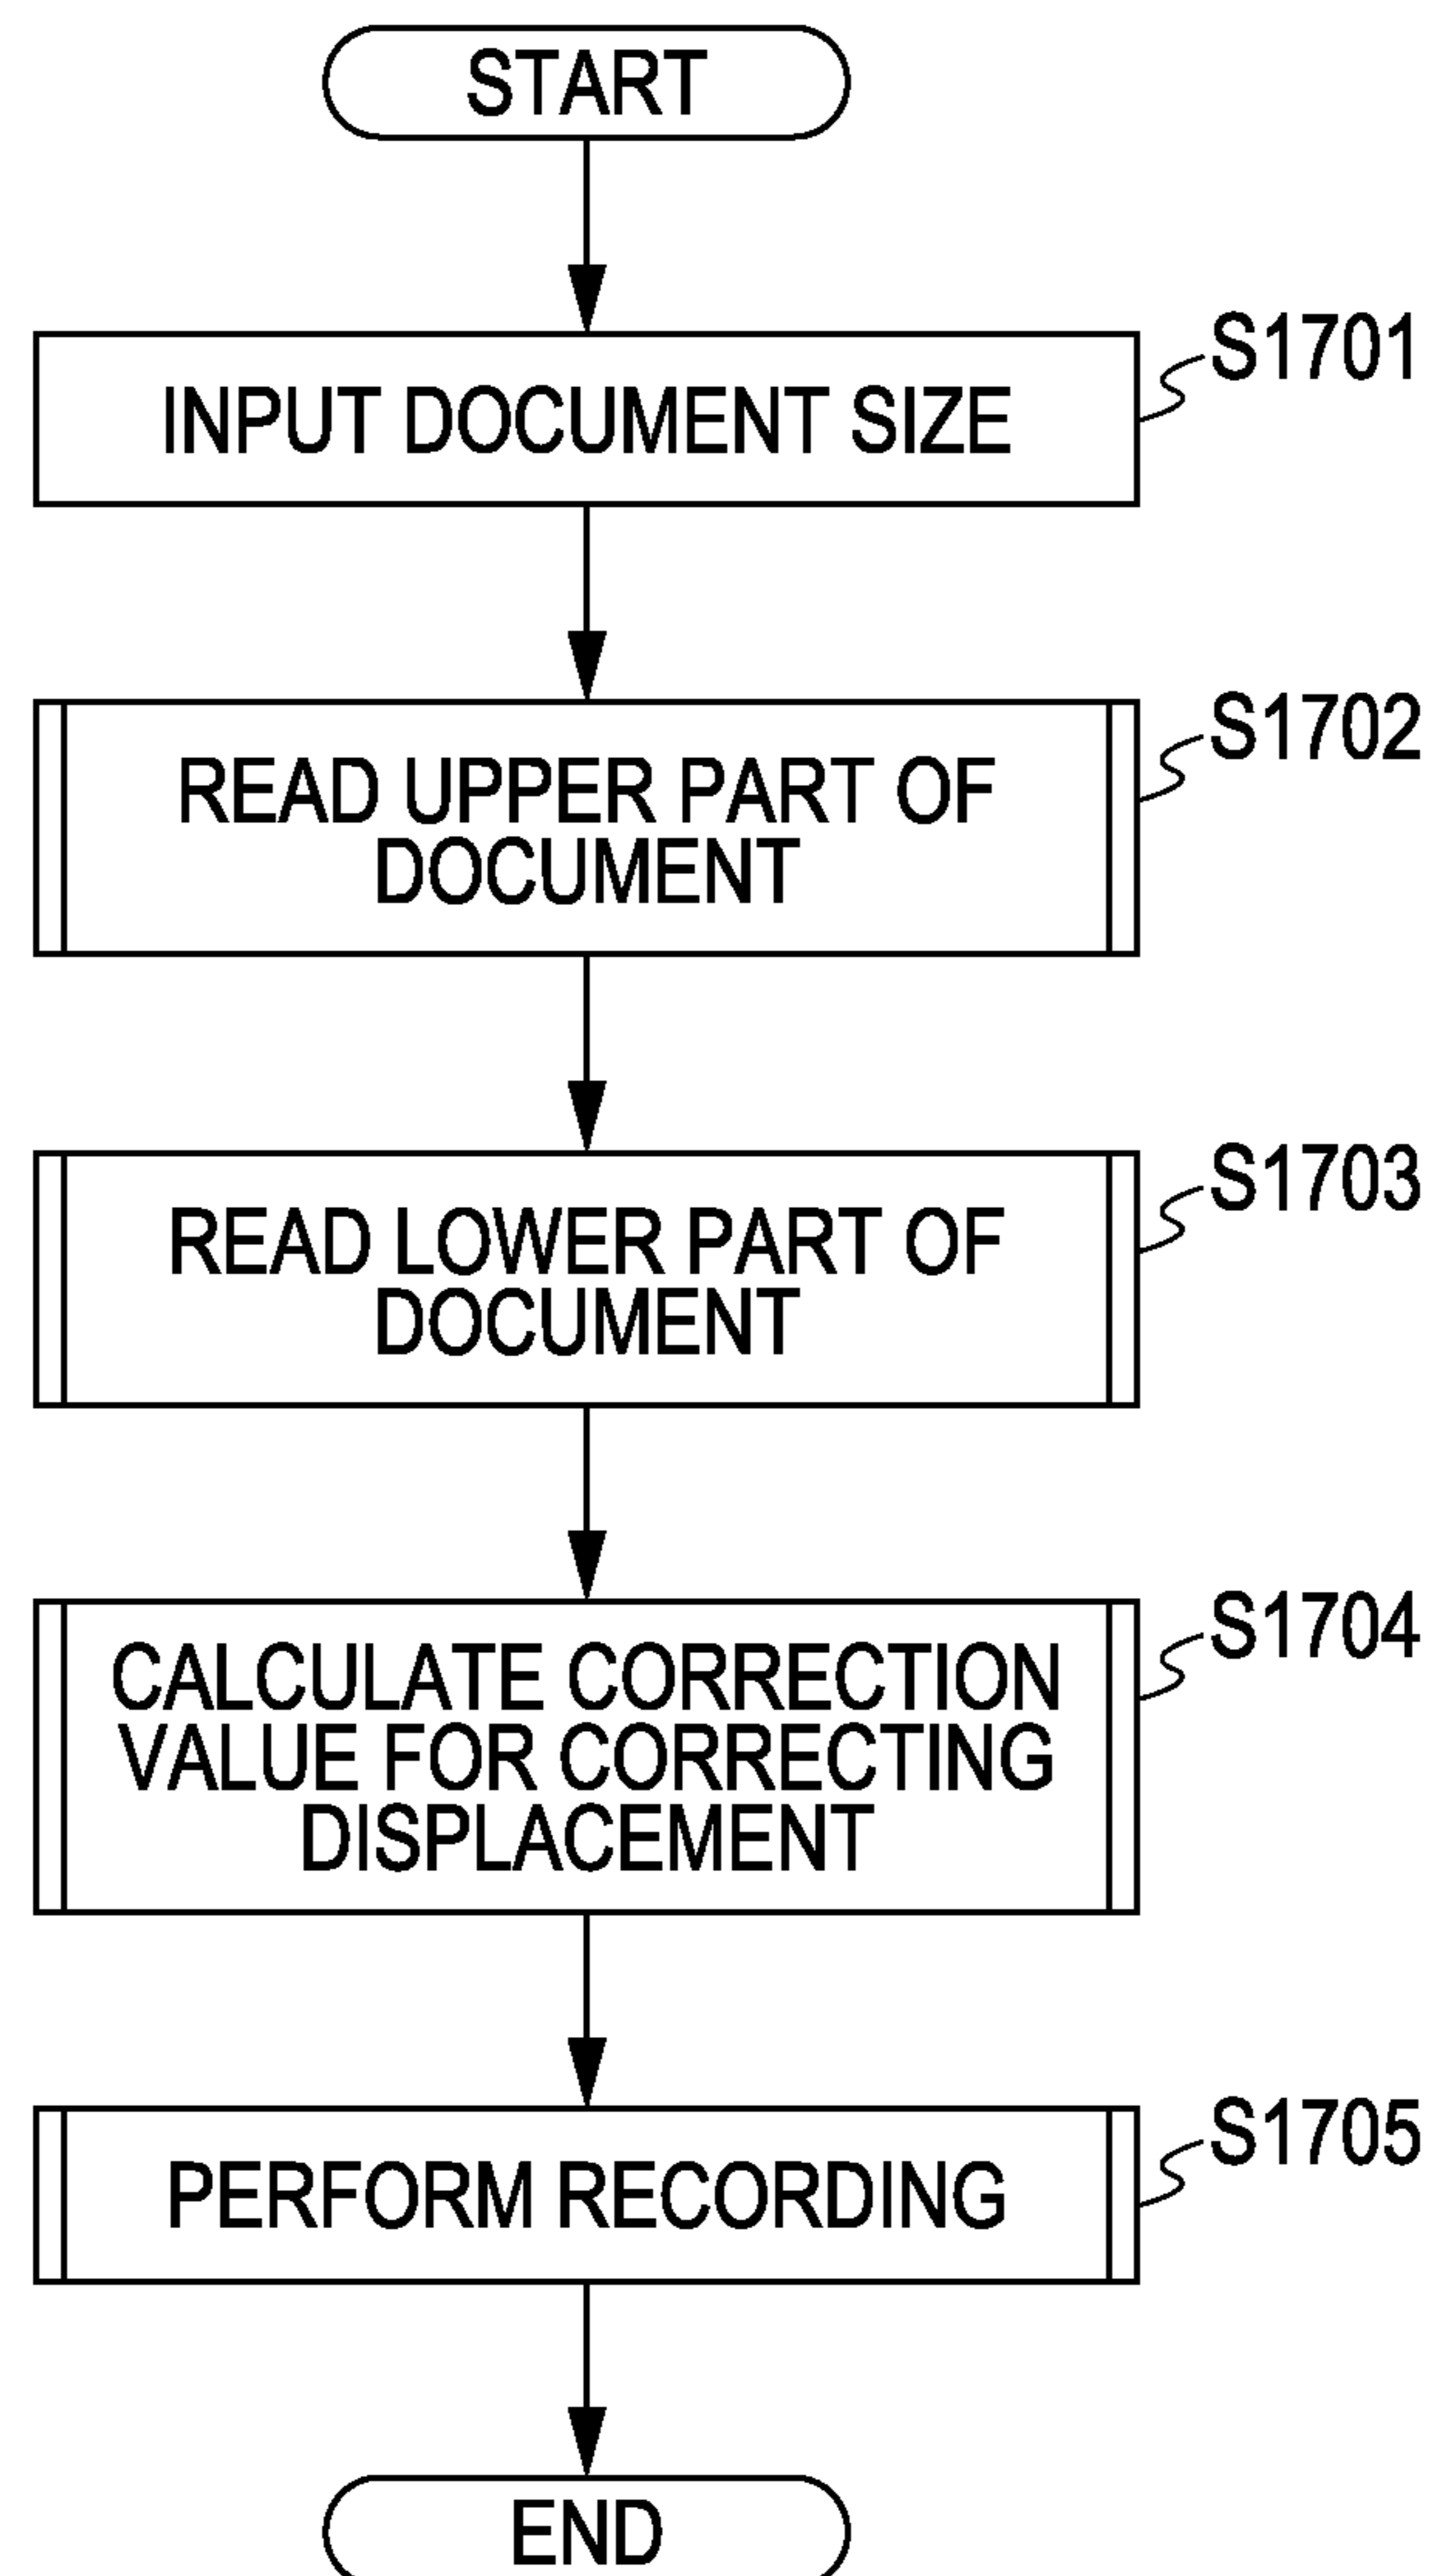 START
S1701
INPUT DOCUMENT SIZE
S1702
READ UPPER PART OF
DOCUMENT
S1703
READ LOWER PART OF
DOCUMENT
S1704
CALCULATE CORRECTION
VALUE FOR CORRECTING
DISPLACEMENT
S1705
PERFORM RECORDING
END